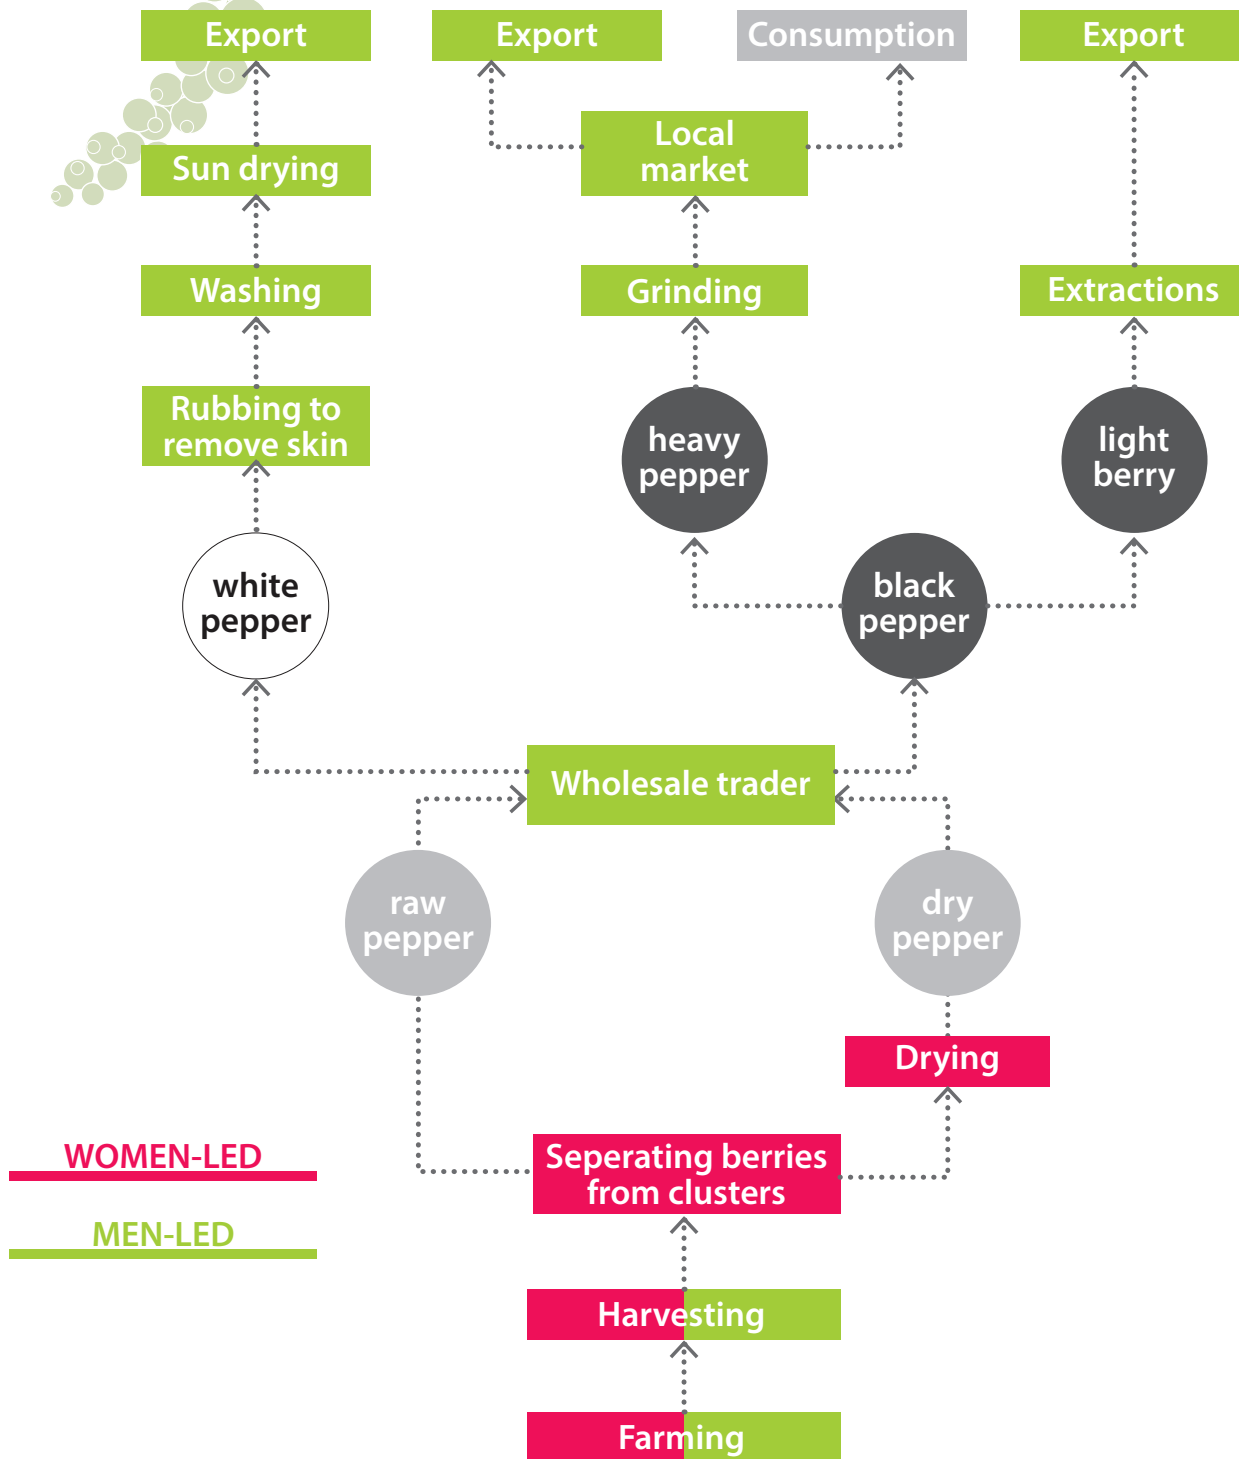 Export
Export
Consumption
Export
Local
market
Sun drying
Washing
Grinding
Extractions
Rubbing to
remove skin
heavy
pepper
light
berry
white
pepper
black
pepper
Wholesale trader
raw
pepper
dry
pepper
Drying
Seperating berries
from clusters
WOMEN-LED
MEN-LED
Harvesting
Farming